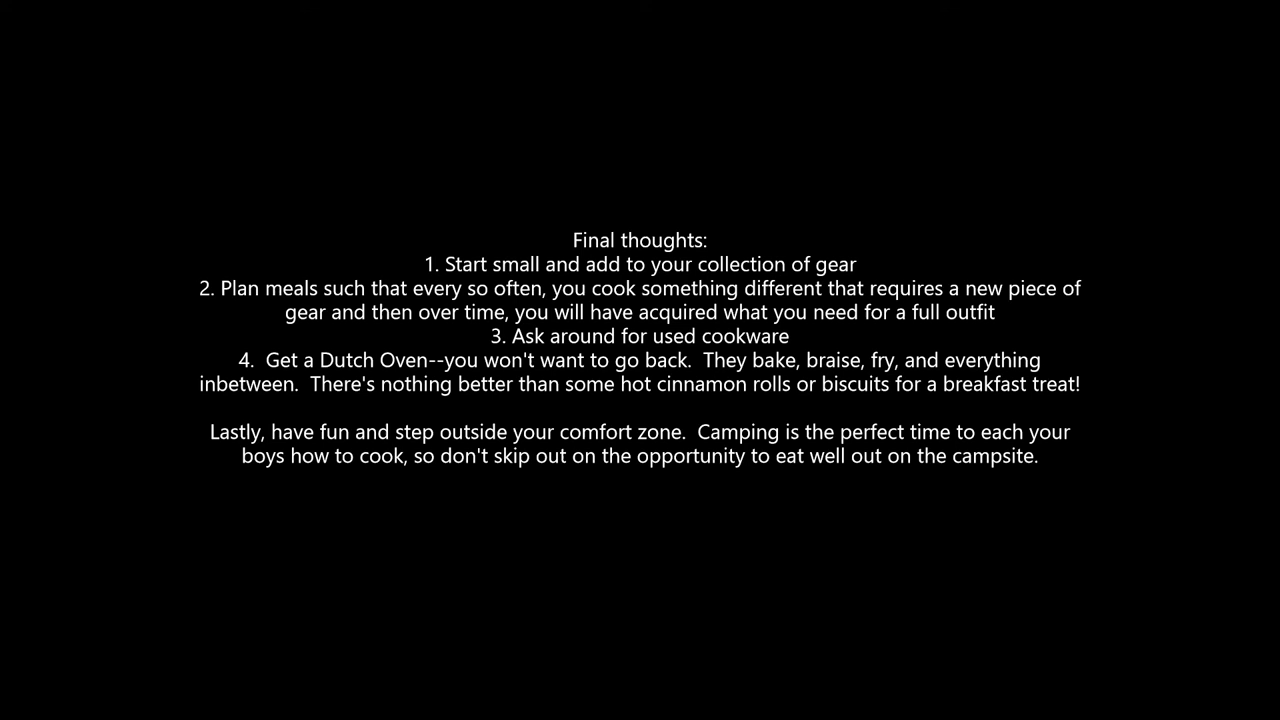 Final thoughts:
1. Start small and add to your collection of gear
2. Plan meals such that every so often, you cook something different that requires a new piece of
gear and then over time, you will have acquired what you need for a full outfit
3. Ask around for used cookware
4.  Get a Dutch Oven--you won't want to go back.  They bake, braise, fry, and everything
inbetween.  There's nothing better than some hot cinnamon rolls or biscuits for a breakfast treat!
Lastly, have fun and step outside your comfort zone.  Camping is the perfect time to each your
boys how to cook, so don't skip out on the opportunity to eat well out on the campsite.